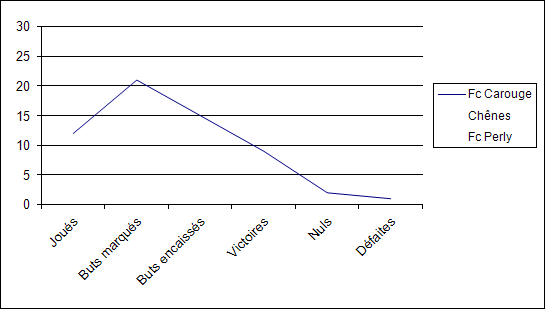 30
25
20
15
10
5
0
Joués
Buts marqués
Buts encaissés
Victoires
Nuls
Défaites
Fc Carouge
Chênes
Fc Perly